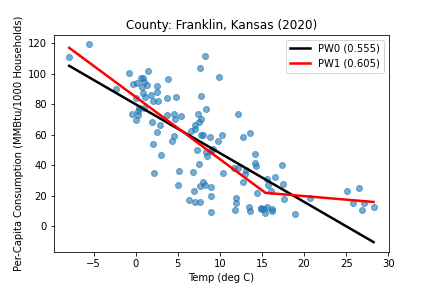 County: Franklin, Kansas (2020)
Per-Capita Consumption (MMBtu/1000 Households)
120
100
80
60
40
20
0
PW0 (0.555)
PW1 (0.605)
−5 0 5 10 15 20 25 30
Temp (deg C)